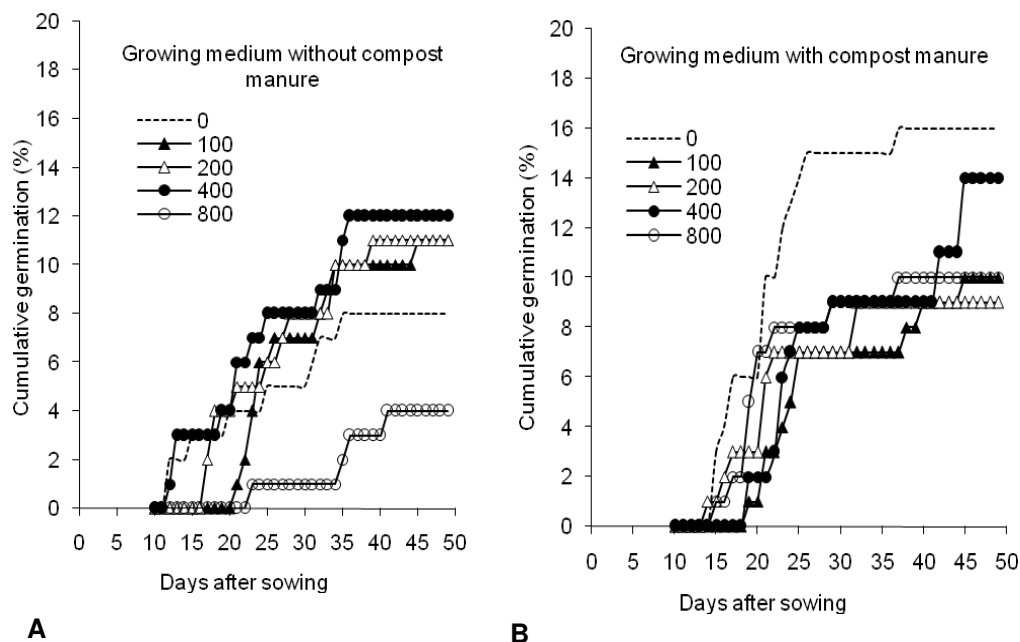 Growing medium without compost
manure
0
100
200
400
800
Cumulative germination (%)
20
18
16
14
12
10
8
6
4
2
0
0 5 10 15 20 25 30 35 40 45 50
Days after sowing
A
Growing medium with compost manure
0
100
200
400
800
Cumulative germination (%)
20
18
16
14
12
10
8
6
4
2
0
0 5 10 15 20 25 30 35 40 45 50
Days after sowing
B